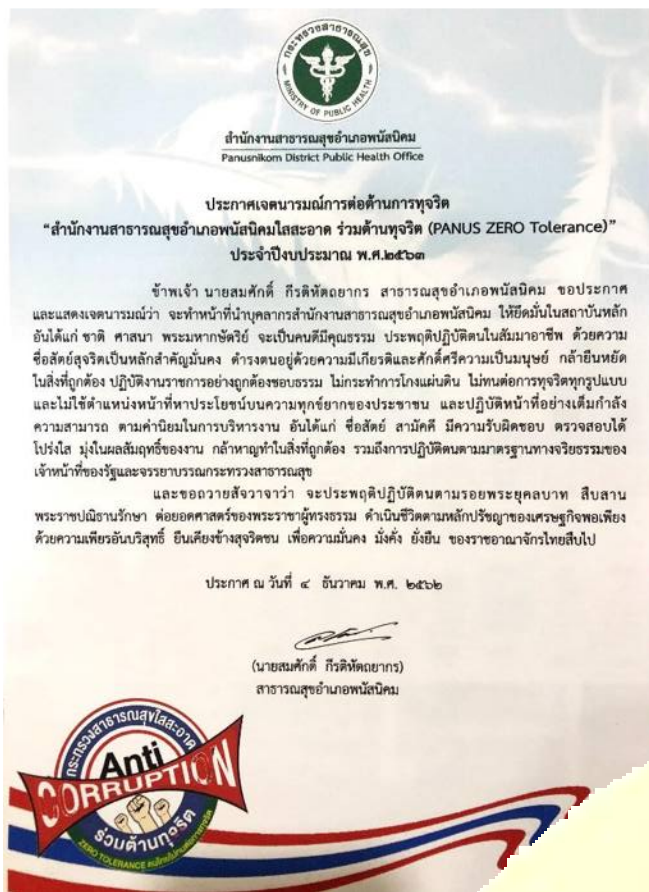 กระทรวงสาธารณสุข
MINISTRY OF PUBLIC HEALTH
สำนักงานสาธารณสุขอำเภอพนัสนิคม
Panusnikom District Public Health Office
ประกาศเจตนารมณ์การต่อต้านการทุจริต
“สำนักงานสาธารณสุขอำเภอพนัสนิคมใสสะอาด ร่วมต้านทุจริต (PANUS ZERO Tolerance)”
ประจำปีงบประมาณ พ.ศ.๒๕๖๓
ข้าพเจ้า นายสมศักดิ์ กีรติหัตถยากร สาธารณสุขอำเภอพนัสนิคม ขอประกาศ
และแสดงเจตนารมณ์ว่า จะทำหน้าที่นำบุคลากรสำนักงานสาธารณสุขอำเภอพนัสนิคม ให้ยึดมั่นในสถาบันหลัก
อันได้แก่ ชาติ ศาสนา พระมหากษัตริย์ จะเป็นคนดีมีคุณธรรม ประพฤติปฏิบัติตนในสัมมาอาชีพ ด้วยความ
ซื่อสัตย์สุจริตเป็นหลักสำคัญมั่นคง ดำรงตนอยู่ด้วยความมีเกียรติและศักดิ์ศรีความเป็นมนุษย์ กล้ายืนหยัด
ในสิ่งที่ถูกต้อง ปฏิบัติงานราชการอย่างถูกต้องชอบธรรม ไม่กระทำการโกงแผ่นดิน ไม่ทนต่อการทุจริตทุกรูปแบบ
และไม่ใช้ตำแหน่งหน้าที่หาประโยชน์บนความทุกข์ยากของประชาชน และปฏิบัติหน้าที่อย่างเต็มกำลัง
ความสามารถ ตามค่านิยมในการบริหารงาน อันได้แก่ ซื่อสัตย์ สามัคคี มีความรับผิดชอบ ตรวจสอบได้
โปร่งใส มุ่งในผลสัมฤทธิ์ของงาน กล้าหาญทำในสิ่งที่ถูกต้อง รวมถึงการปฏิบัติตนตามมาตรฐานทางจริยธรรมของ
เจ้าหน้าที่ของรัฐและจรรยาบรรณกระทรวงสาธารณสุข
และขอถวายสัจวาจาว่า จะประพฤติปฏิบัติตนตามรอยพระยุคลบาท สืบสาน
พระราชปณิธานรักษา ต่อยอดศาสตร์ของพระราชาผู้ทรงธรรม ดำเนินชีวิตตามหลักปรัชญาของเศรษฐกิจพอเพียง
ด้วยความเพียรอันบริสุทธิ์ ยืนเคียงข้างสุจริตชน เพื่อความมั่นคง มั่งคั่ง ยั่งยืน ของราชอาณาจักรไทยสืบไป
ประกาศ ณ วันที่ ๔ ธันวาคม พ.ศ. ๒๕๖๒
(นายสมศักดิ์ กีรติหัตถยากร)
สาธารณสุขอำเภอพนัสนิคม
กระทรวงสาธารณสุขใสสะอาด
Anti
CORRUPTION
ร่วมต้านทุจริต
ZERO TOLERANCE คนไทยไม่ทนต่อการทุจริต